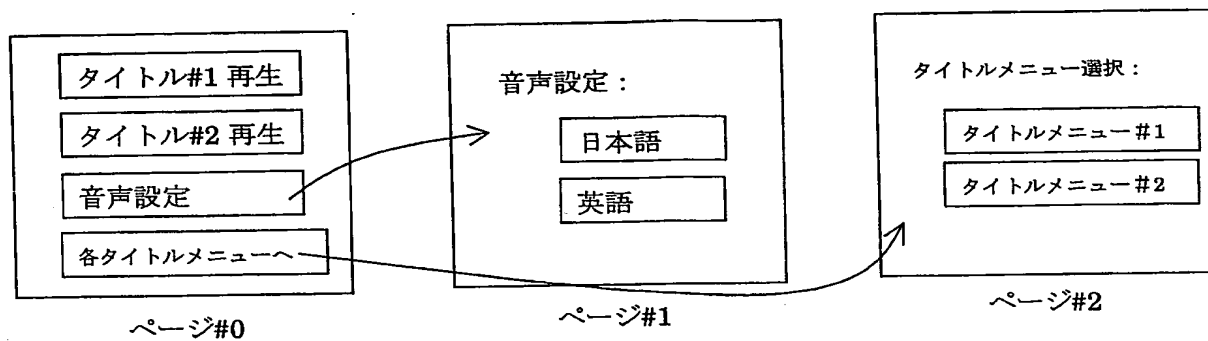 タイトル#1 再生
タイトル#2 再生
音声設定
各タイトルメニューへ
ページ#0
音声設定：
日本語
英語
ページ#1
タイトルメニュー選択：
タイトルメニュー#1
タイトルメニュー#2
ページ#2